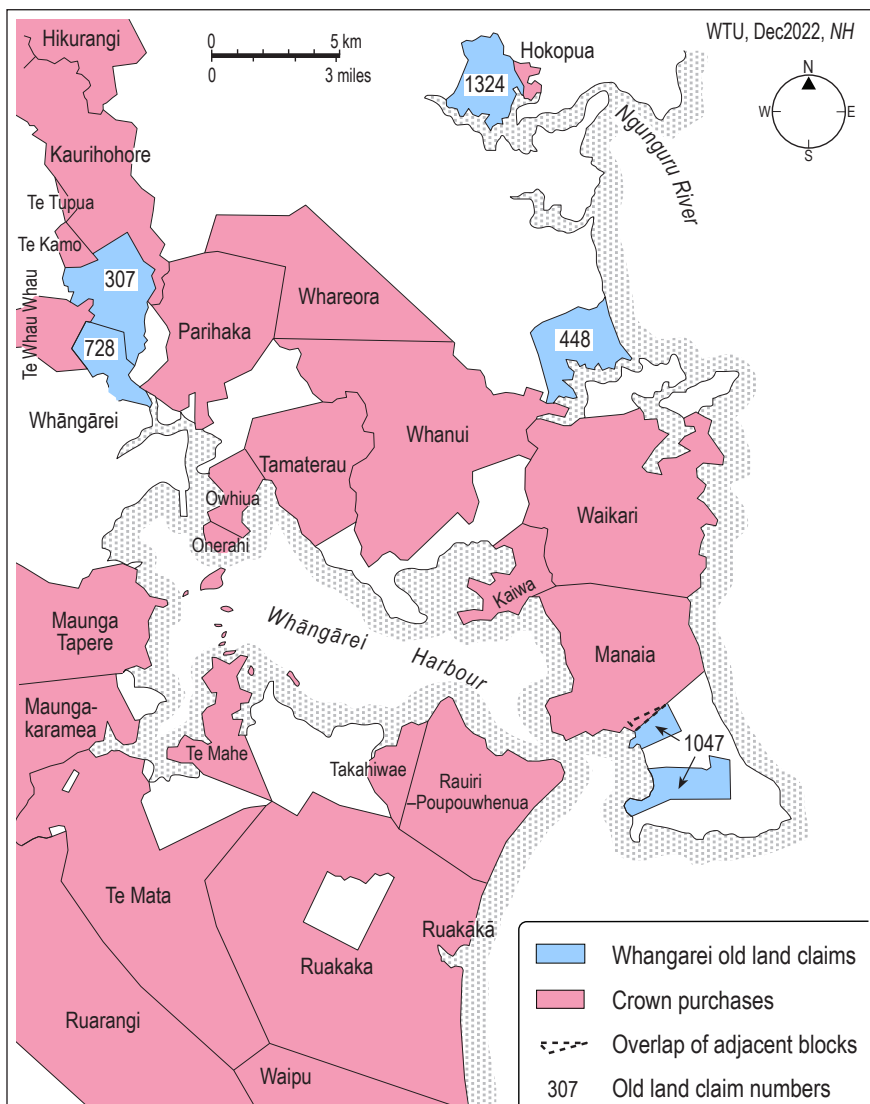 WTU, Dec2022, NH
Hikurangi
0 5 km
0 3 miles
Hokopua
1324
N
W E
S
Ngunguru River
Kaurihohore
Te Tupua
Te Kamo
307
Te Whau Whau
728
Parihaka
Whareora
448
Whāngārei
Whanui
Tamaterau
Owhiua
Onerahi
Waikari
Kaiwa
Whāngārei
Harbour
Maunga
Tapere
Manaia
Maunga-
karamea
Te Mahe
1047
Takahiwae
Rauiri
–Poupouwhenua
Te Mata
Ruakākā
Ruakaka
Ruarangi
Waipu
Whangarei old land claims
Crown purchases
Overlap of adjacent blocks
307 Old land claim numbers